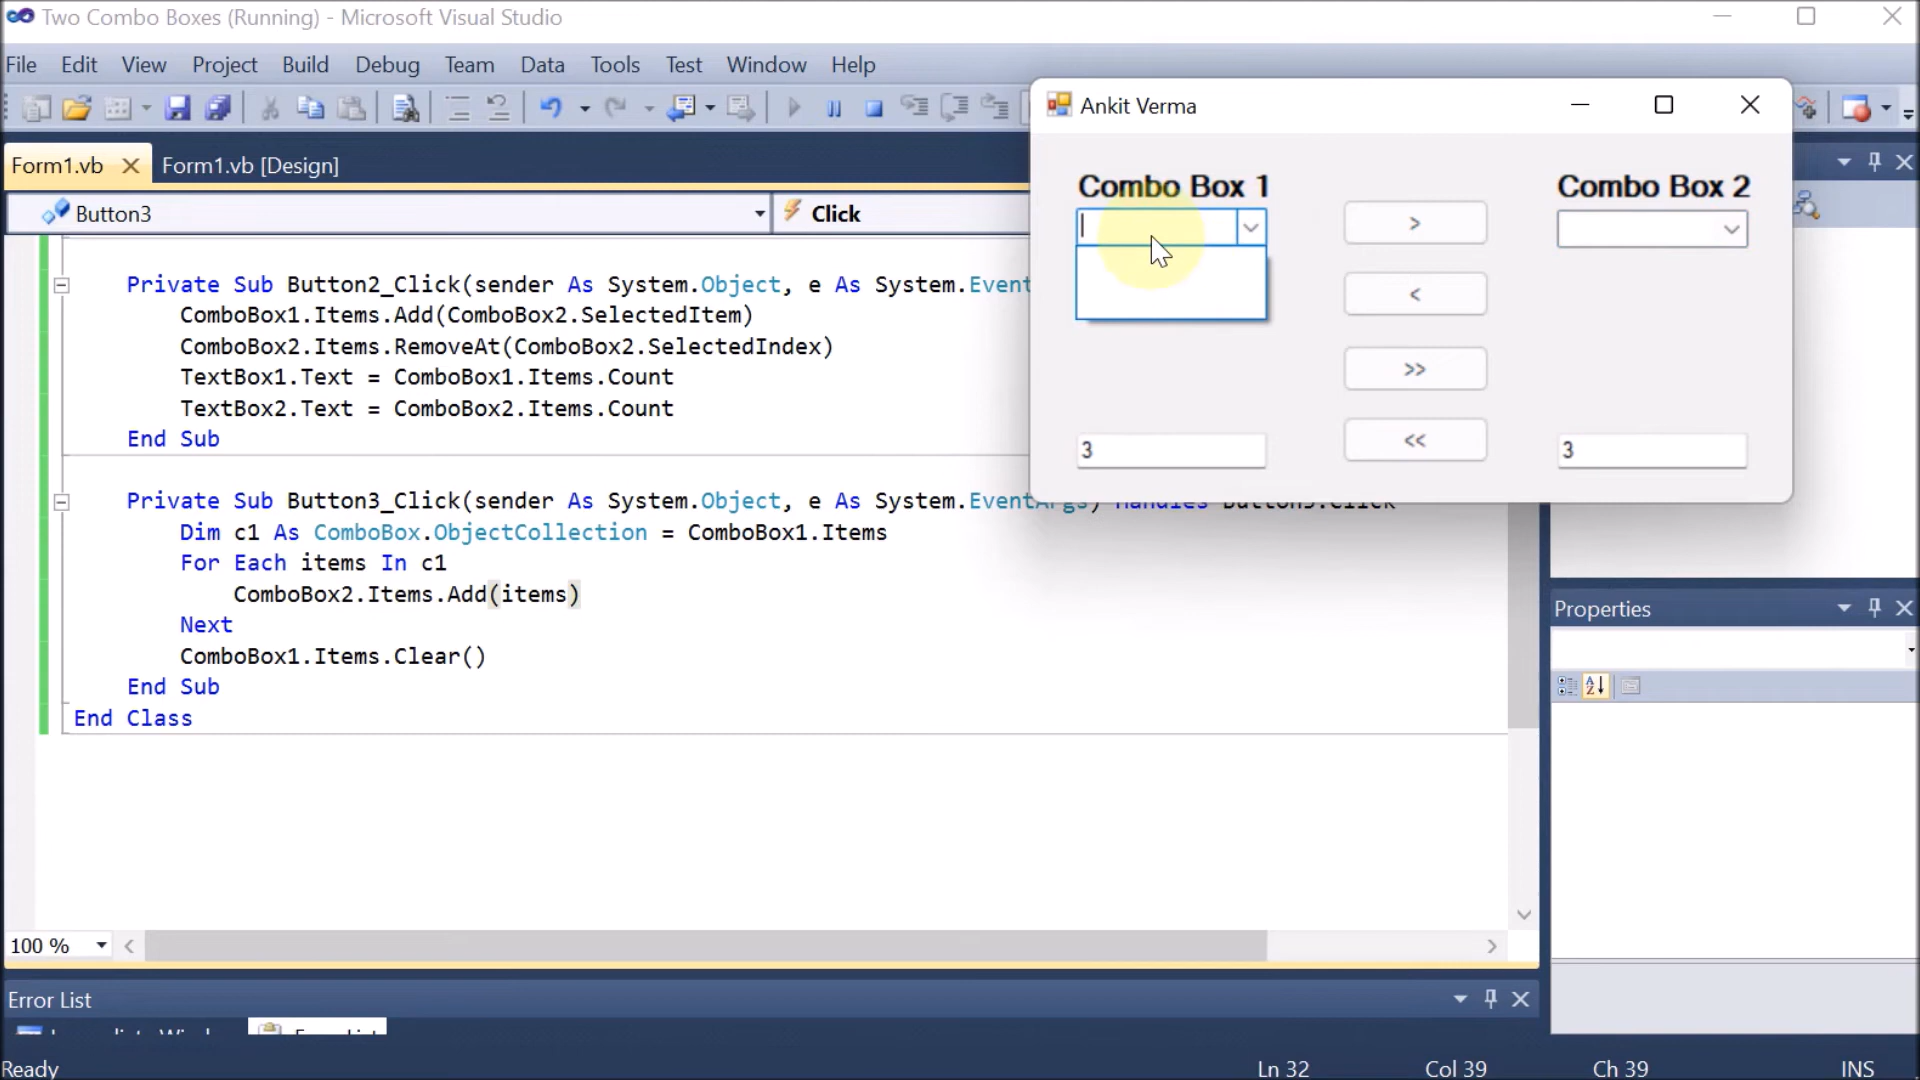 Two Combo Boxes (Running) - Microsoft Visual Studio
File Edit View Project Build Debug Team Data Tools Test Window Help
Ankit Verma
Form1.vb Form1.vb [Design]
Button3 Click
Combo Box 1 > Combo Box 2
<
>>
3 << 3
Private Sub Button2_Click(sender As System.Object, e As System.Event
ComboBox1.Items.Add(ComboBox2.SelectedItem)
ComboBox2.Items.RemoveAt(ComboBox2.SelectedIndex)
TextBox1.Text = ComboBox1.Items.Count
TextBox2.Text = ComboBox2.Items.Count
End Sub
Private Sub Button3_Click(sender As System.Object, e As System.EventArgs) Handles Button3.Click
Dim c1 As ComboBox.ObjectCollection = ComboBox1.Items
For Each items In c1
ComboBox2.Items.Add(items)
Next
ComboBox1.Items.Clear()
End Sub
End Class
Properties
100 %
Error List
Ready Ln 32 Col 39 Ch 39 INS